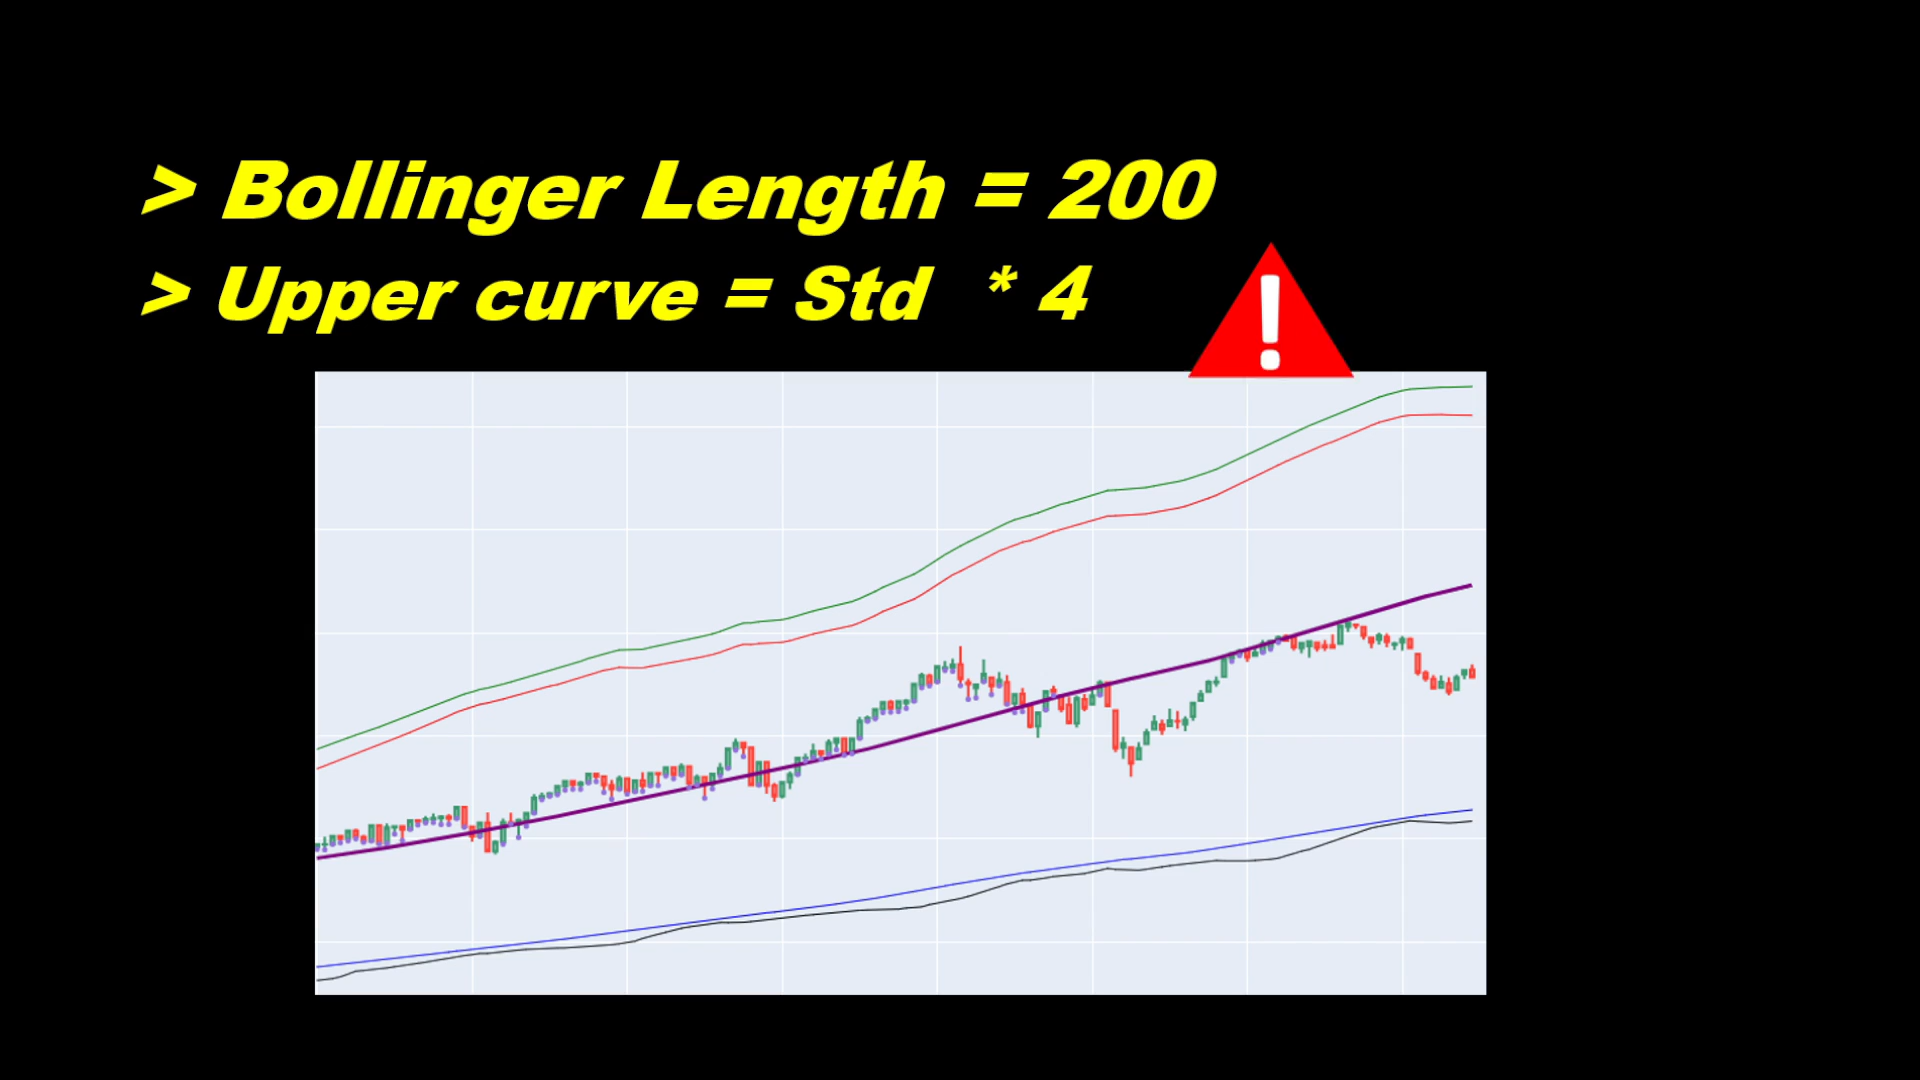 > Bollinger Length = 200
> Upper curve = Std * 4
!